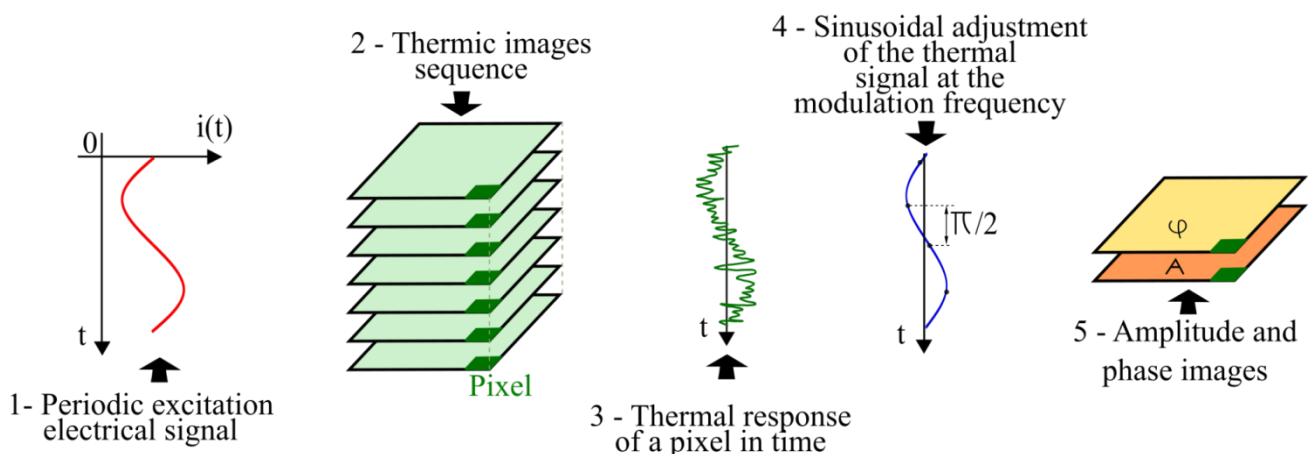 0
i(t)
t
1- Periodic excitation
electrical signal
2 - Thermic images
sequence
Pixel
t
3 - Thermal response
of a pixel in time
4 - Sinusoidal adjustment
of the thermal
signal at the
modulation frequency
π/2
t
φ
A
5 - Amplitude and
phase images